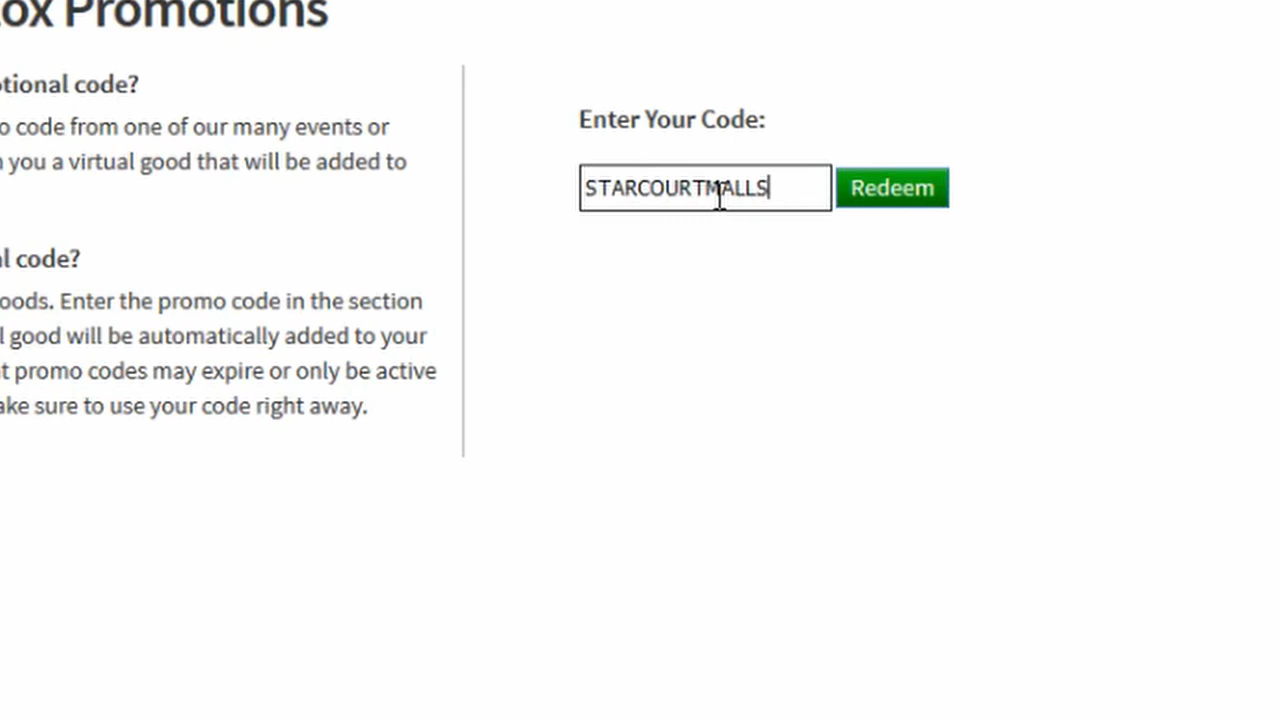 ox Promotions
otional code?
o code from one of our many events or
n you a virtual good that will be added to
al code?
oods. Enter the promo code in the section
l good will be automatically added to your
t promo codes may expire or only be active
ake sure to use your code right away.
Enter Your Code:
STARCOURTMALLS
Redeem